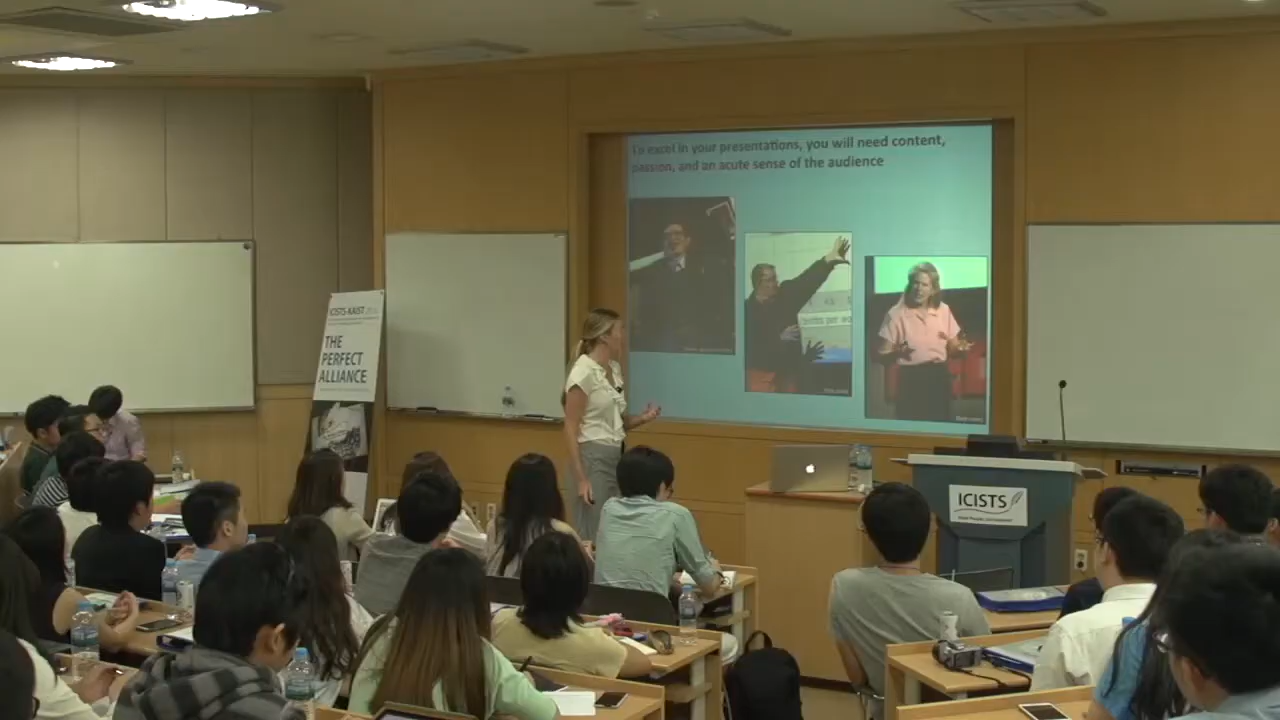 To excel in your presentations, you will need content,
passion, and an acute sense of the audience
ICISTS-KAIST
THE
PERFECT
ALLIANCE
ICISTS